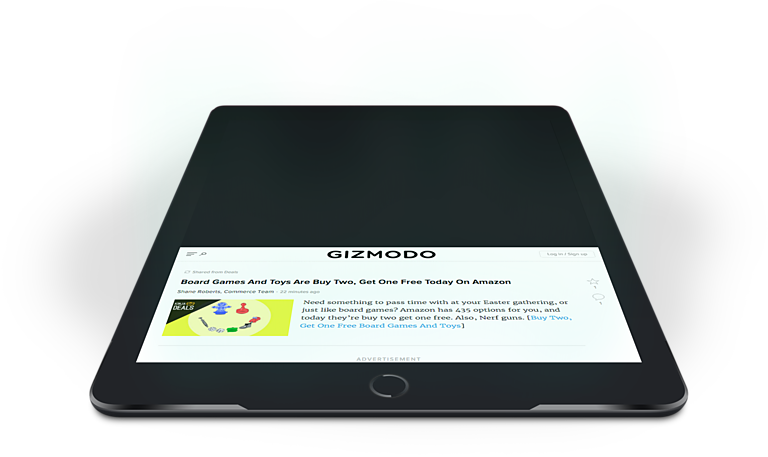 GIZMODO
Log in / Sign up
Shared from Deals
Board Games And Toys Are Buy Two, Get One Free Today On Amazon
Shane Roberts, Commerce Team - 22 minutes ago
DEALS
Need something to pass time with at your Easter gathering, or
just like board games? Amazon has 435 options for you, and
today they're buy two get one free. Also, Nerf guns. [Buy Two,
Get One Free Board Games And Toys]
ADVERTISEMENT